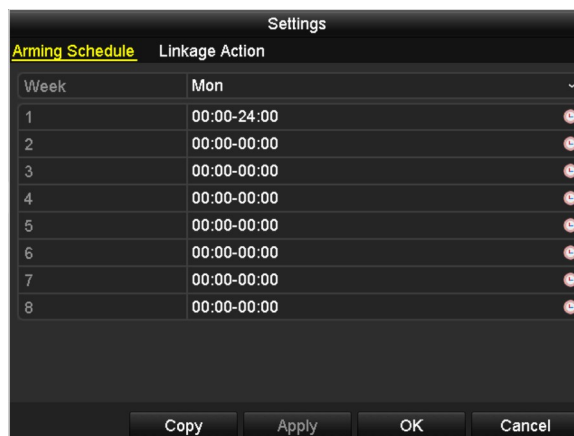 Settings
Arming Schedule Linkage Action
Week Mon
1 00:00-24:00
2 00:00-00:00
3 00:00-00:00
4 00:00-00:00
5 00:00-00:00
6 00:00-00:00
7 00:00-00:00
8 00:00-00:00
Copy Apply OK Cancel